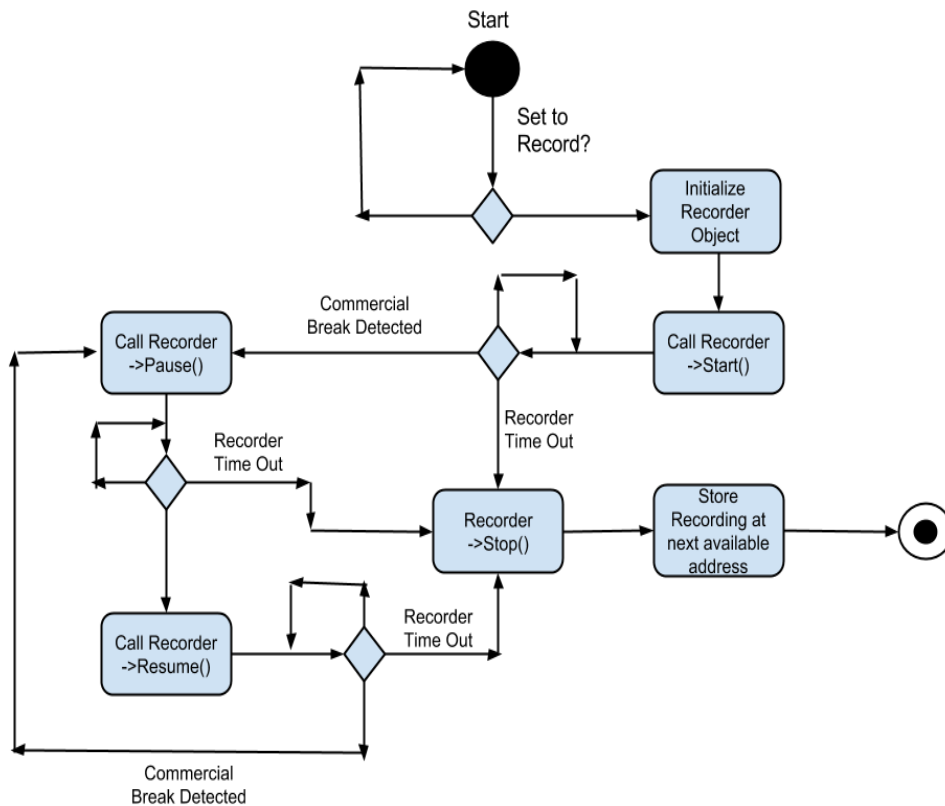 Start
Set to
Record?
Initialize
Recorder
Object
Commercial
Break Detected
Call Recorder
->Pause()
Call Recorder
->Start()
Recorder
Time Out
Recorder
Time Out
Recorder
->Stop()
Store
Recording at
next available
address
Call Recorder
->Resume()
Recorder
Time Out
Commercial
Break Detected